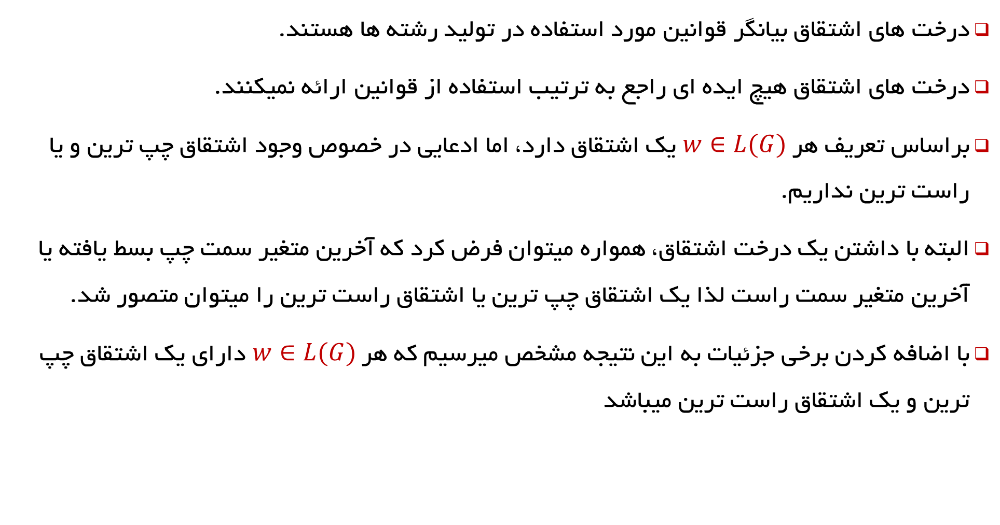 ❑درخت های اشتقاق بیانگر قوانین مورد استفاده در تولید رشته ها هستند.
❑درخت های اشتقاق هیچ ایده ای راجع به ترتیب استفاده از قوانین ارائه نمیکنند.
❑براساس تعریف هر w ∈ L(G) یک اشتقاق دارد، اما ادعایی در خصوص وجود اشتقاق چپ ترین و یا
راست ترین نداریم.
❑البته با داشتن یک درخت اشتقاق، همواره میتوان فرض کرد که آخرین متغیر سمت چپ بسط یافته یا
آخرین متغیر سمت راست لذا یک اشتقاق چپ ترین یا اشتقاق راست ترین را میتوان متصور شد.
❑با اضافه کردن برخی جزئیات به این نتیجه مشخص میرسیم که هر w ∈ L(G) دارای یک اشتقاق چپ
ترین و یک اشتقاق راست ترین میباشد